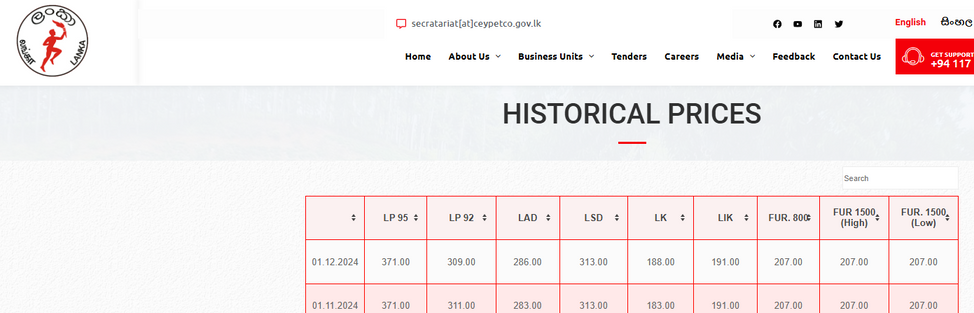 ලංකා
ඛනිජ
LANKA
secratariat[at]ceypetco.gov.lk
English
සිංහල
Home
About Us
Business Units
Tenders
Careers
Media
Feedback
Contact Us
GET SUPPORT
+94 117
HISTORICAL PRICES
Search
LP 95 LP 92 LAD LSD LK LIK FUR. 800 FUR 1500 (High) FUR. 1500 (Low)
01.12.2024 371.00 309.00 286.00 313.00 188.00 191.00 207.00 207.00 207.00
01.11.2024 371.00 311.00 283.00 313.00 183.00 191.00 207.00 207.00 207.00